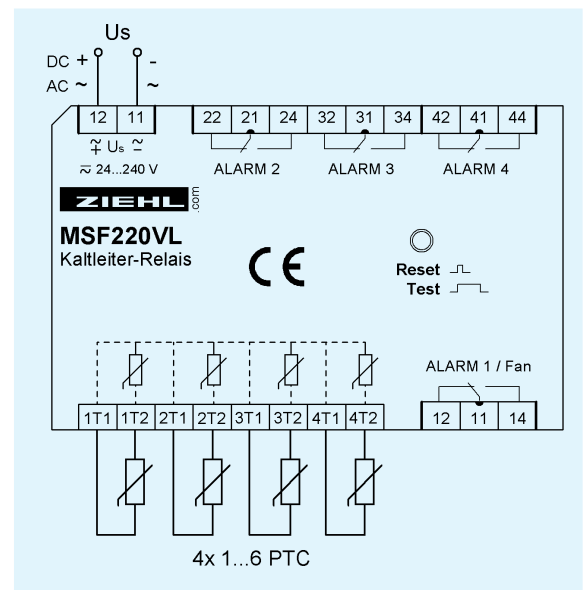 Us
DC + -
AC ~ ~
12 11 22 21 24 32 31 34 42 41 44
≂ + Us - ≂
≂ 24...240 V
ALARM 2 ALARM 3 ALARM 4
ZIEHL .com
MSF220VL
Kaltleiter-Relais
CE
Reset
Test
ALARM 1 / Fan
1T1 1T2 2T1 2T2 3T1 3T2 4T1 4T2 12 11 14
4x 1...6 PTC